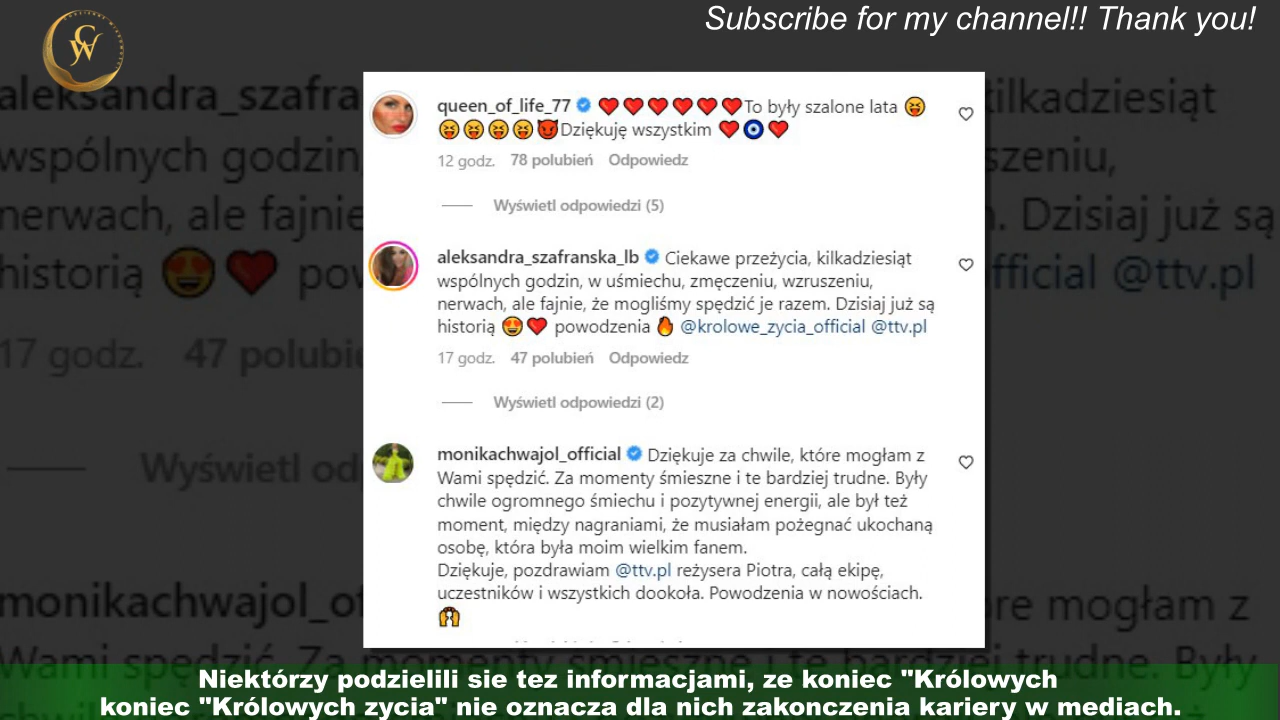 Subscribe for my channel!! Thank you!
CW
queen_of_life_77 ❤❤❤❤❤❤To były szalone lata 😝
😝😝😝😝😈Dziękuję wszystkim ❤🧿❤
12 godz. 78 polubień Odpowiedz
Wyświetl odpowiedzi (5)
aleksandra_szafranska_lb Ciekawe przeżycia, kilkadziesiąt
wspólnych godzin, w uśmiechu, zmęczeniu, wzruszeniu,
nerwach, ale fajnie, że mogliśmy spędzić je razem. Dzisiaj już są
historią 😍❤ powodzenia 🔥 @krolowe_zycia_official @ttv.pl
17 godz. 47 polubień Odpowiedz
Wyświetl odpowiedzi (2)
monikachwajol_official Dziękuje za chwile, które mogłam z
Wami spędzić. Za momenty śmieszne i te bardziej trudne. Były
chwile ogromnego śmiechu i pozytywnej energii, ale był też
moment, między nagraniami, że musiałam pożegnać ukochaną
osobę, która była moim wielkim fanem.
Dziękuje, pozdrawiam @ttv.pl reżysera Piotra, całą ekipę,
uczestników i wszystkich dookoła. Powodzenia w nowościach.
🙌
Niektórzy podzielili sie tez informacjami, ze koniec "Królowych
koniec "Królowych zycia" nie oznacza dla nich zakonczenia kariery w mediach.